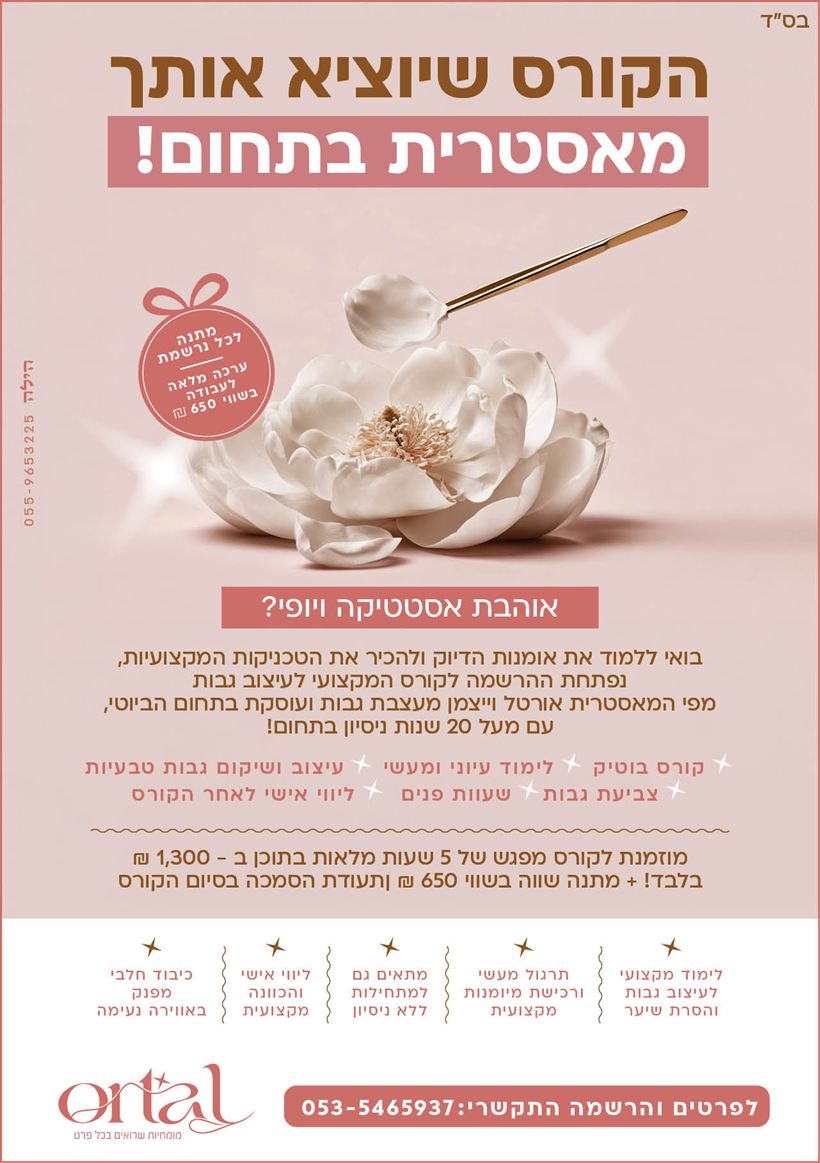 בס"ד
הקורס שיוציא אותך
מאסטרית בתחום!
מתנה
לכל נרשמת
ערכה מלאה
לעבודה
בשווי 650 ₪
הילה 055-9653225
אוהבת אסטטיקה ויופי?
בואי ללמוד את אומנות הדיוק ולהכיר את הטכניקות המקצועיות,
נפתחת ההרשמה לקורס המקצועי לעיצוב גבות
מפי המאסטרית אורטל וייצמן מעצבת גבות ועוסקת בתחום הביוטי,
עם מעל 20 שנות ניסיון בתחום!
קורס בוטיק לימוד עיוני ומעשי עיצוב ושיקום גבות טבעיות
צביעת גבות שעוות פנים ליווי אישי לאחר הקורס
מוזמנת לקורס מפגש של 5 שעות מלאות בתוכן ב - 1,300 ₪
בלבד! + מתנה שווה בשווי 650 ₪ ןתעודת הסמכה בסיום הקורס
לימוד מקצועי
לעיצוב גבות
והסרת שיער
תרגול מעשי
ורכישת מיומנות
מקצועית
מתאים גם
למתחילות
ללא ניסיון
ליווי אישי
והכוונה
מקצועית
כיבוד חלבי
מפנק
באווירה נעימה
לפרטים והרשמה התקשרי: 053-5465937
ortal
מומחיות שרואים בכל פרט